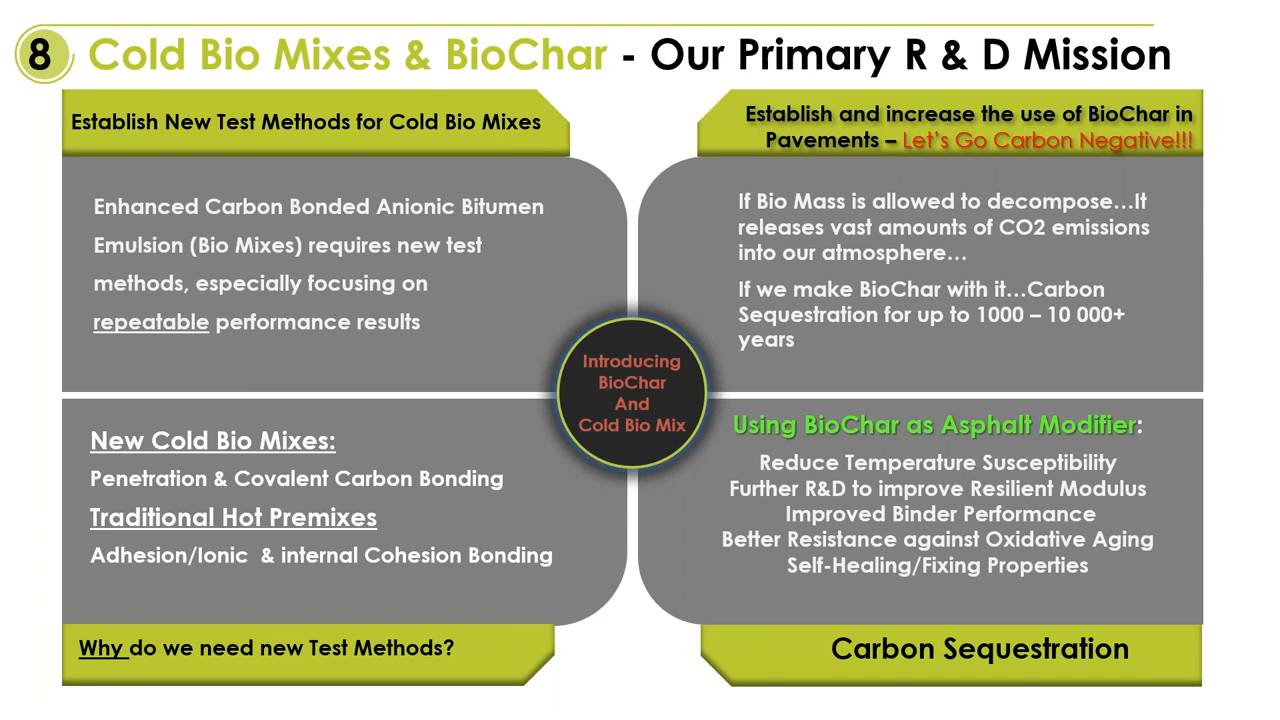 8 Cold Bio Mixes & BioChar - Our Primary R & D Mission
Establish New Test Methods for Cold Bio Mixes
Enhanced Carbon Bonded Anionic Bitumen
Emulsion (Bio Mixes) requires new test
methods, especially focusing on
repeatable performance results
Establish and increase the use of BioChar in
Pavements – Let's Go Carbon Negative!!!
If Bio Mass is allowed to decompose...It
releases vast amounts of CO2 emissions
into our atmosphere...
If we make BioChar with it...Carbon
Sequestration for up to 1000 – 10 000+
years
Introducing
BioChar
And
Cold Bio Mix
New Cold Bio Mixes:
Penetration & Covalent Carbon Bonding
Traditional Hot Premixes
Adhesion/Ionic & internal Cohesion Bonding
Why do we need new Test Methods?
Using BioChar as Asphalt Modifier:
Reduce Temperature Susceptibility
Further R&D to improve Resilient Modulus
Improved Binder Performance
Better Resistance against Oxidative Aging
Self-Healing/Fixing Properties
Carbon Sequestration